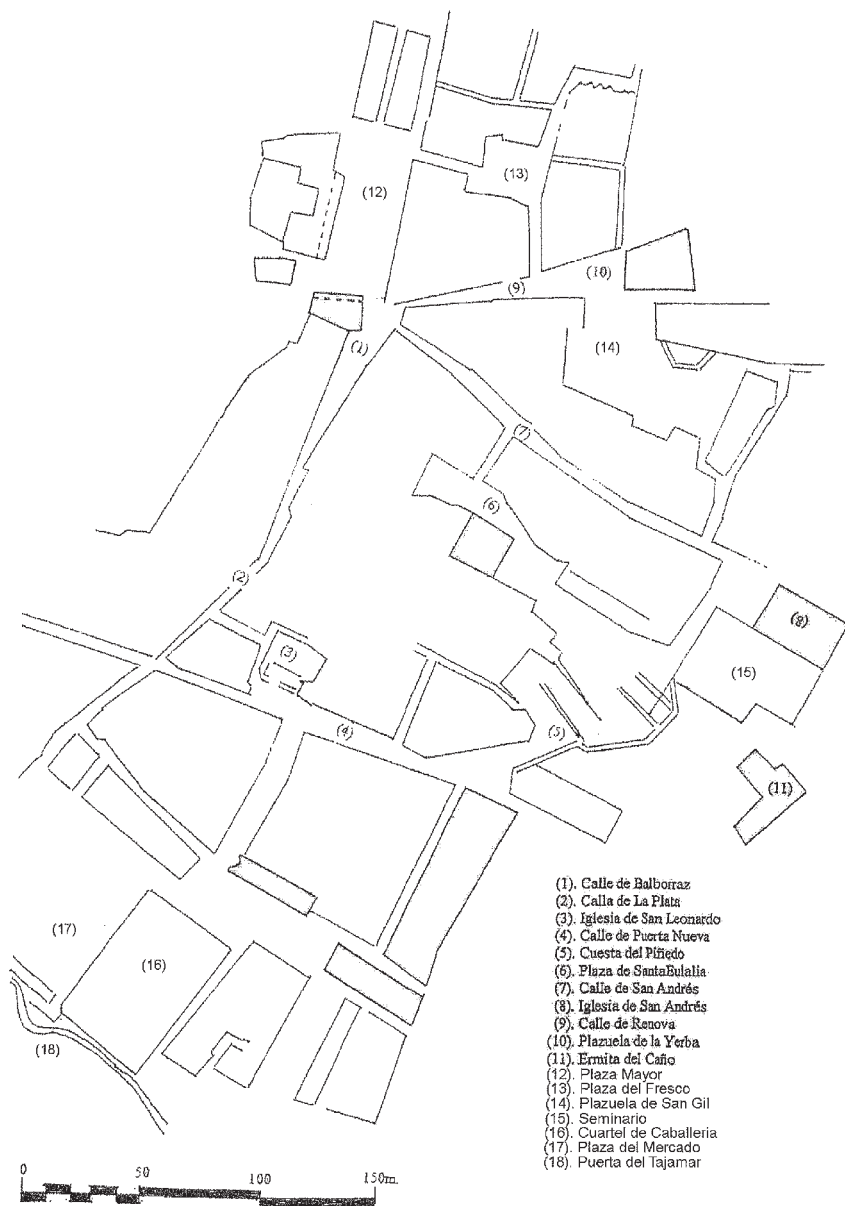 (12)
(13)
(10)
(9)
(1)
(14)
(7)
(6)
(2)
(8)
(3)
(15)
(4)
(5)
(11)
(17)
(16)
(18)
(1). Calle de Balborraz
(2). Calla de La Plata
(3). Iglesia de San Leonardo
(4). Calle de Puerta Nueva
(5). Cuesta del Piñedo
(6). Plaza de SantaEulalia
(7). Calle de San Andrés
(8). Iglesia de San Andrés
(9). Calle de Renova
(10). Plazuela de la Yerba
(11). Ermita del Caño
(12). Plaza Mayor
(13). Plaza del Fresco
(14). Plazuela de San Gil
(15). Seminario
(16). Cuartel de Caballeria
(17). Plaza del Mercado
(18). Puerta del Tajamar
0 50 100 150m.